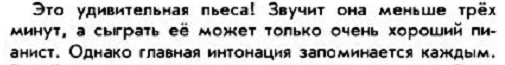 Это удивительная пьеса! Звучит она меньше трёх
минут, а сыграть её может только очень хороший пи-
анист. Однако главная интонация запоминается каждым.